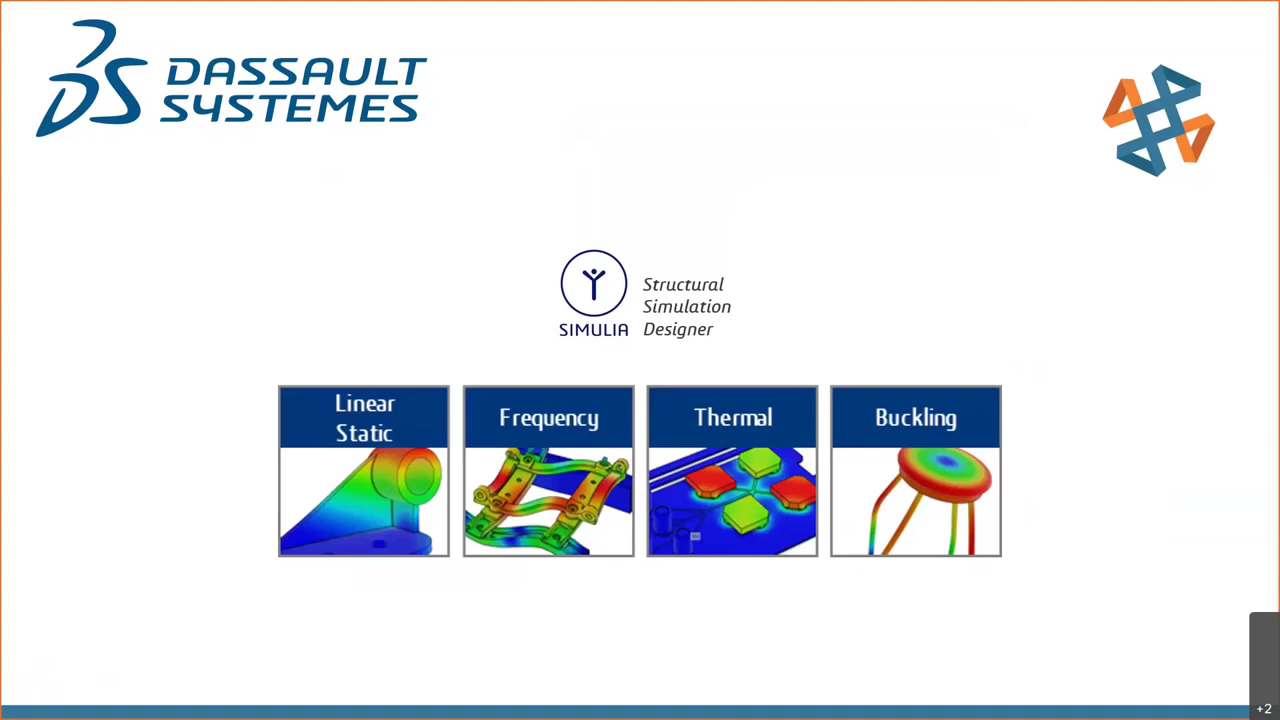 DASSAULT
SYSTEMES
Structural
Simulation
Designer
SIMULIA
Linear
Static
Frequency
Thermal
Buckling
+2